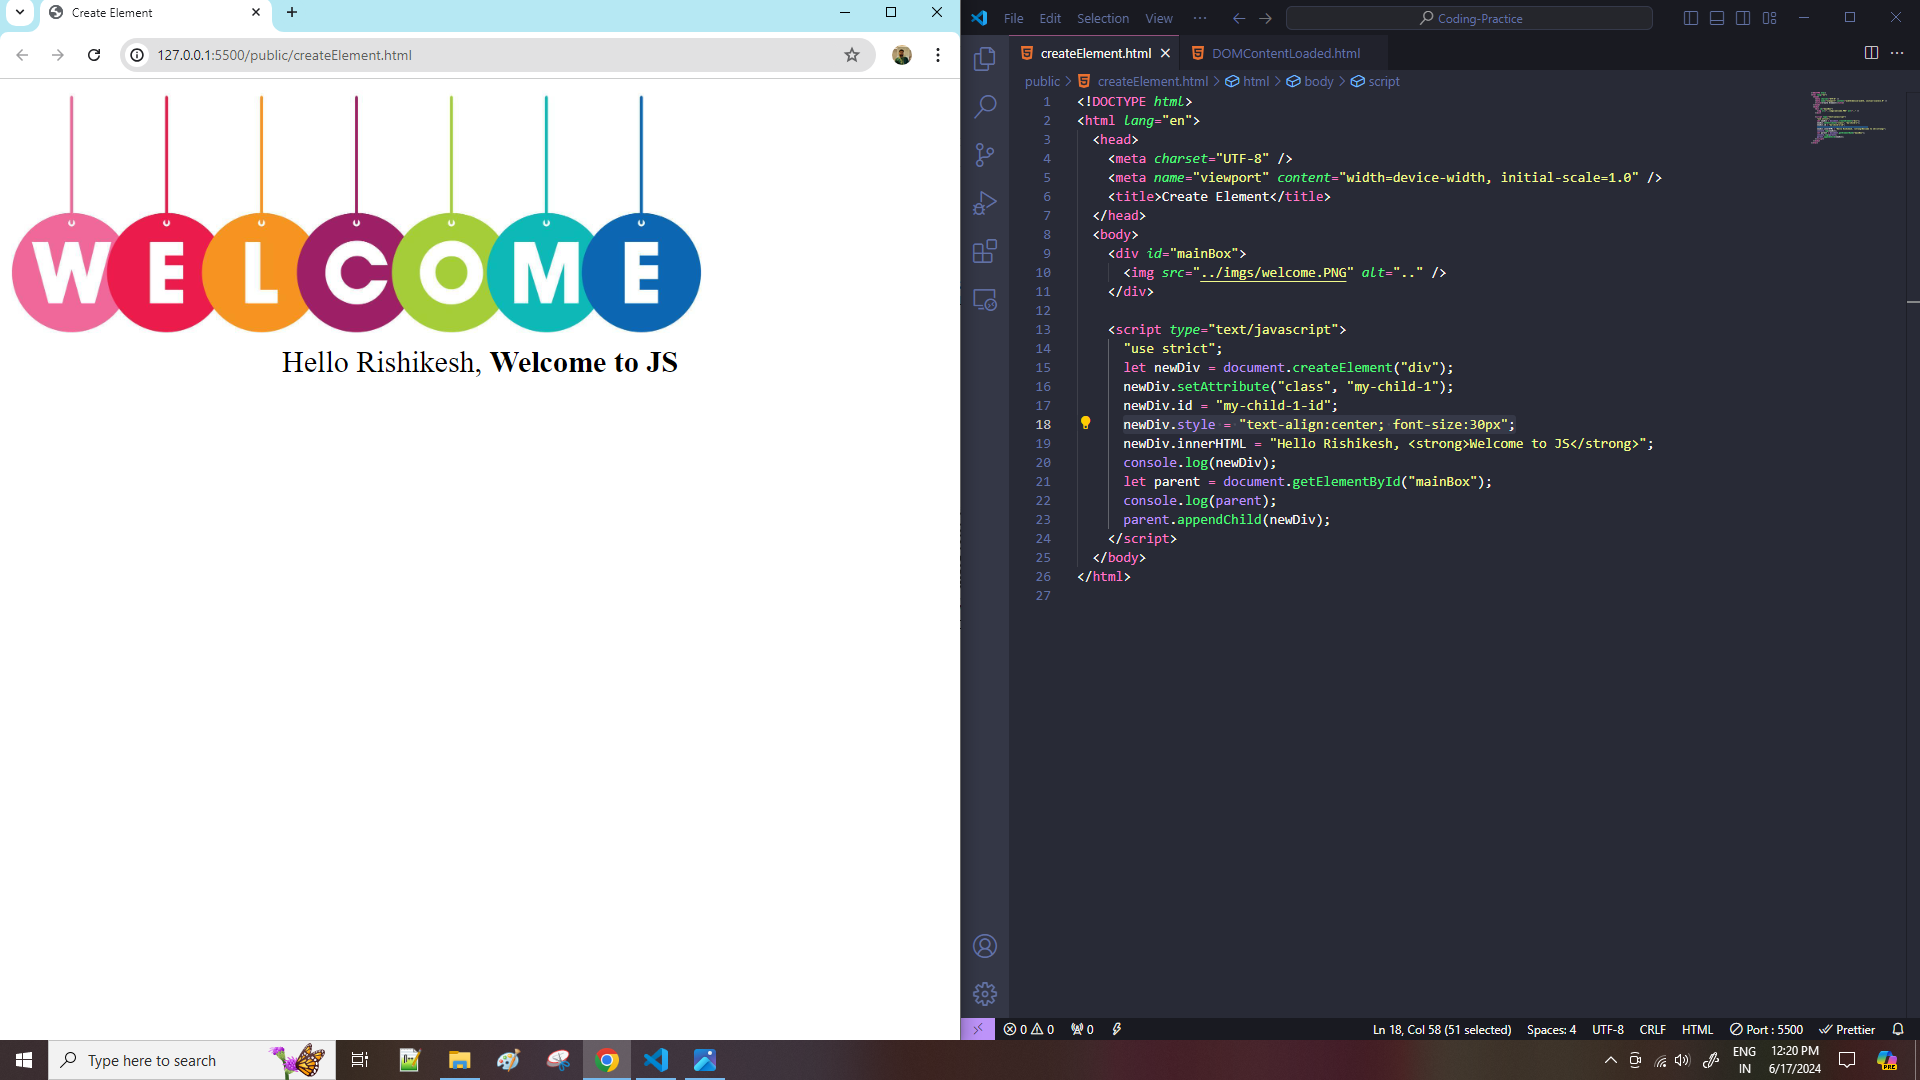 Create Element
127.0.0.1:5500/public/createElement.html
WELCOME
Hello Rishikesh, Welcome to JS
File Edit Selection View ···
Coding-Practice
createElement.html
DOMContentLoaded.html
public > createElement.html > html > body > script
1 <!DOCTYPE html>
2 <html lang="en">
3 <head>
4 <meta charset="UTF-8" />
5 <meta name="viewport" content="width=device-width, initial-scale=1.0" />
6 <title>Create Element</title>
7 </head>
8 <body>
9 <div id="mainBox">
10 <img src="../imgs/welcome.PNG" alt=".." />
11 </div>
12
13 <script type="text/javascript">
14 "use strict";
15 let newDiv = document.createElement("div");
16 newDiv.setAttribute("class", "my-child-1");
17 newDiv.id = "my-child-1-id";
18 newDiv.style = "text-align:center; font-size:30px";
19 newDiv.innerHTML = "Hello Rishikesh, <strong>Welcome to JS</strong>";
20 console.log(newDiv);
21 let parent = document.getElementById("mainBox");
22 console.log(parent);
23 parent.appendChild(newDiv);
24 </script>
25 </body>
26 </html>
27
0 0 0
Ln 18, Col 58 (51 selected) Spaces: 4 UTF-8 CRLF HTML Port : 5500 Prettier
Type here to search
ENG
IN
12:20 PM
6/17/2024
PRE